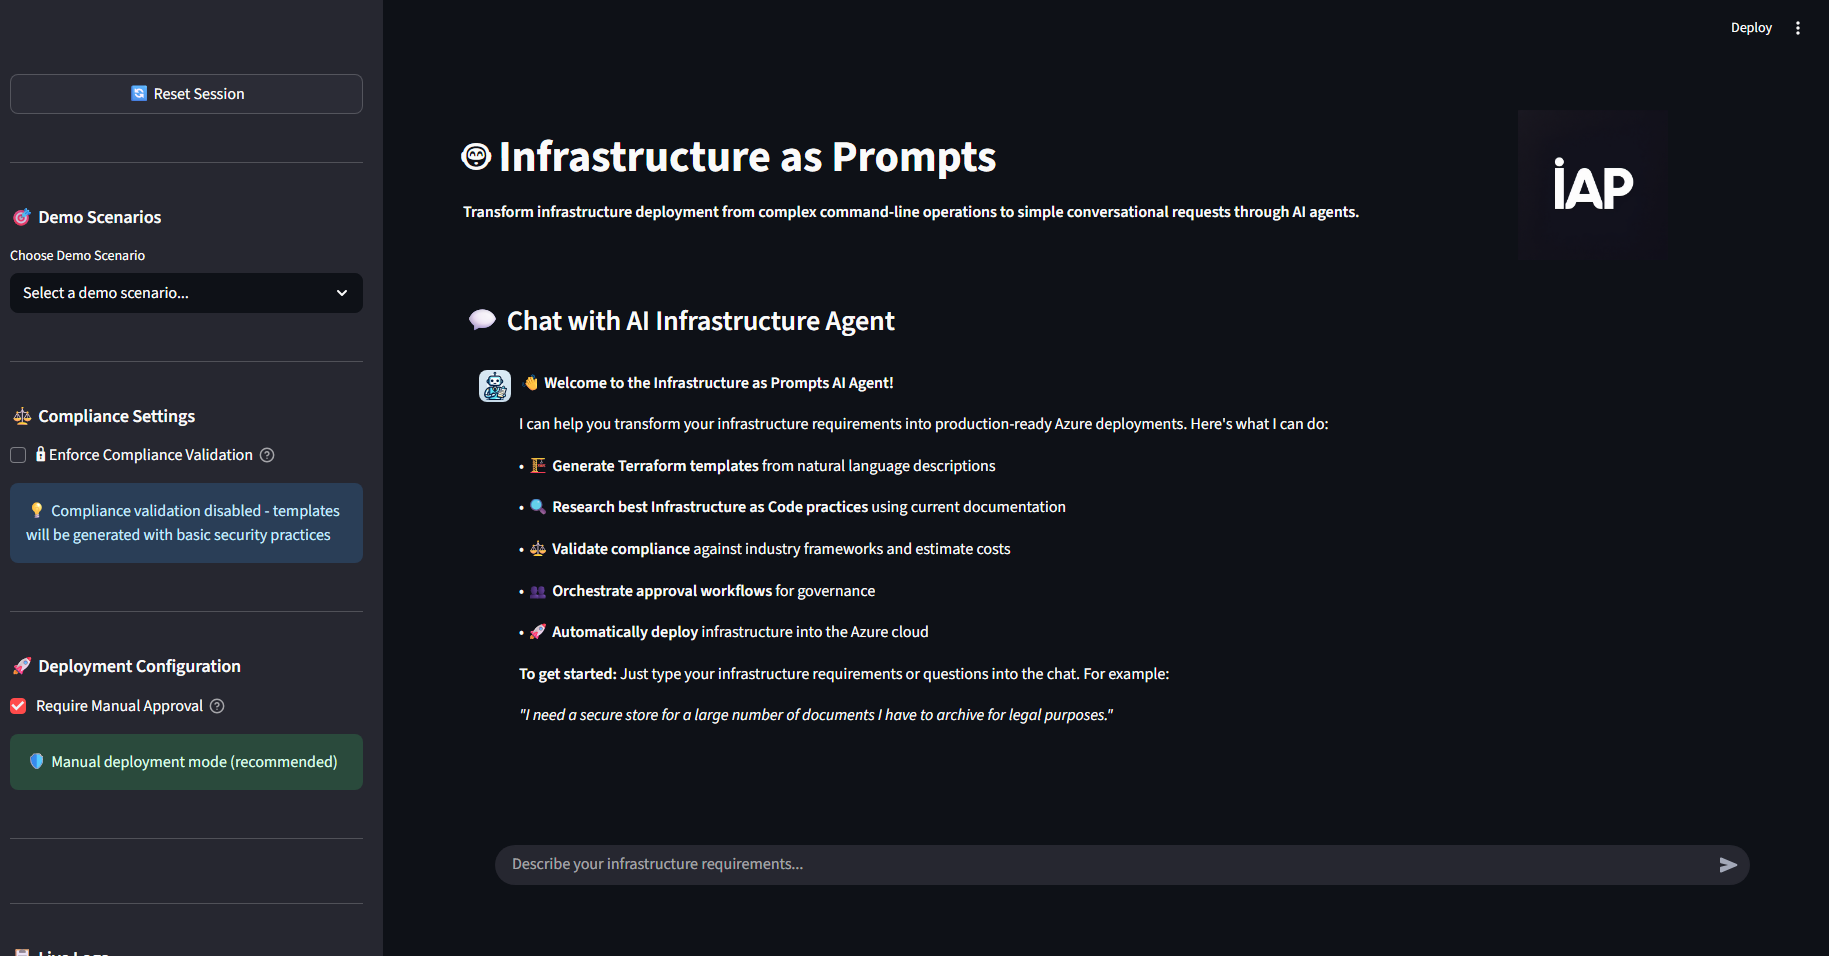 Deploy
Reset Session
Demo Scenarios
Choose Demo Scenario
Select a demo scenario...
Compliance Settings
Enforce Compliance Validation
Compliance validation disabled - templates
will be generated with basic security practices
Deployment Configuration
Require Manual Approval
Manual deployment mode (recommended)
Live Logs
Infrastructure as Prompts
iAP
Transform infrastructure deployment from complex command-line operations to simple conversational requests through AI agents.
Chat with AI Infrastructure Agent
Welcome to the Infrastructure as Prompts AI Agent!
I can help you transform your infrastructure requirements into production-ready Azure deployments. Here's what I can do:
• Generate Terraform templates from natural language descriptions
• Research best Infrastructure as Code practices using current documentation
• Validate compliance against industry frameworks and estimate costs
• Orchestrate approval workflows for governance
• Automatically deploy infrastructure into the Azure cloud
To get started: Just type your infrastructure requirements or questions into the chat. For example:
"I need a secure store for a large number of documents I have to archive for legal purposes."
Describe your infrastructure requirements...